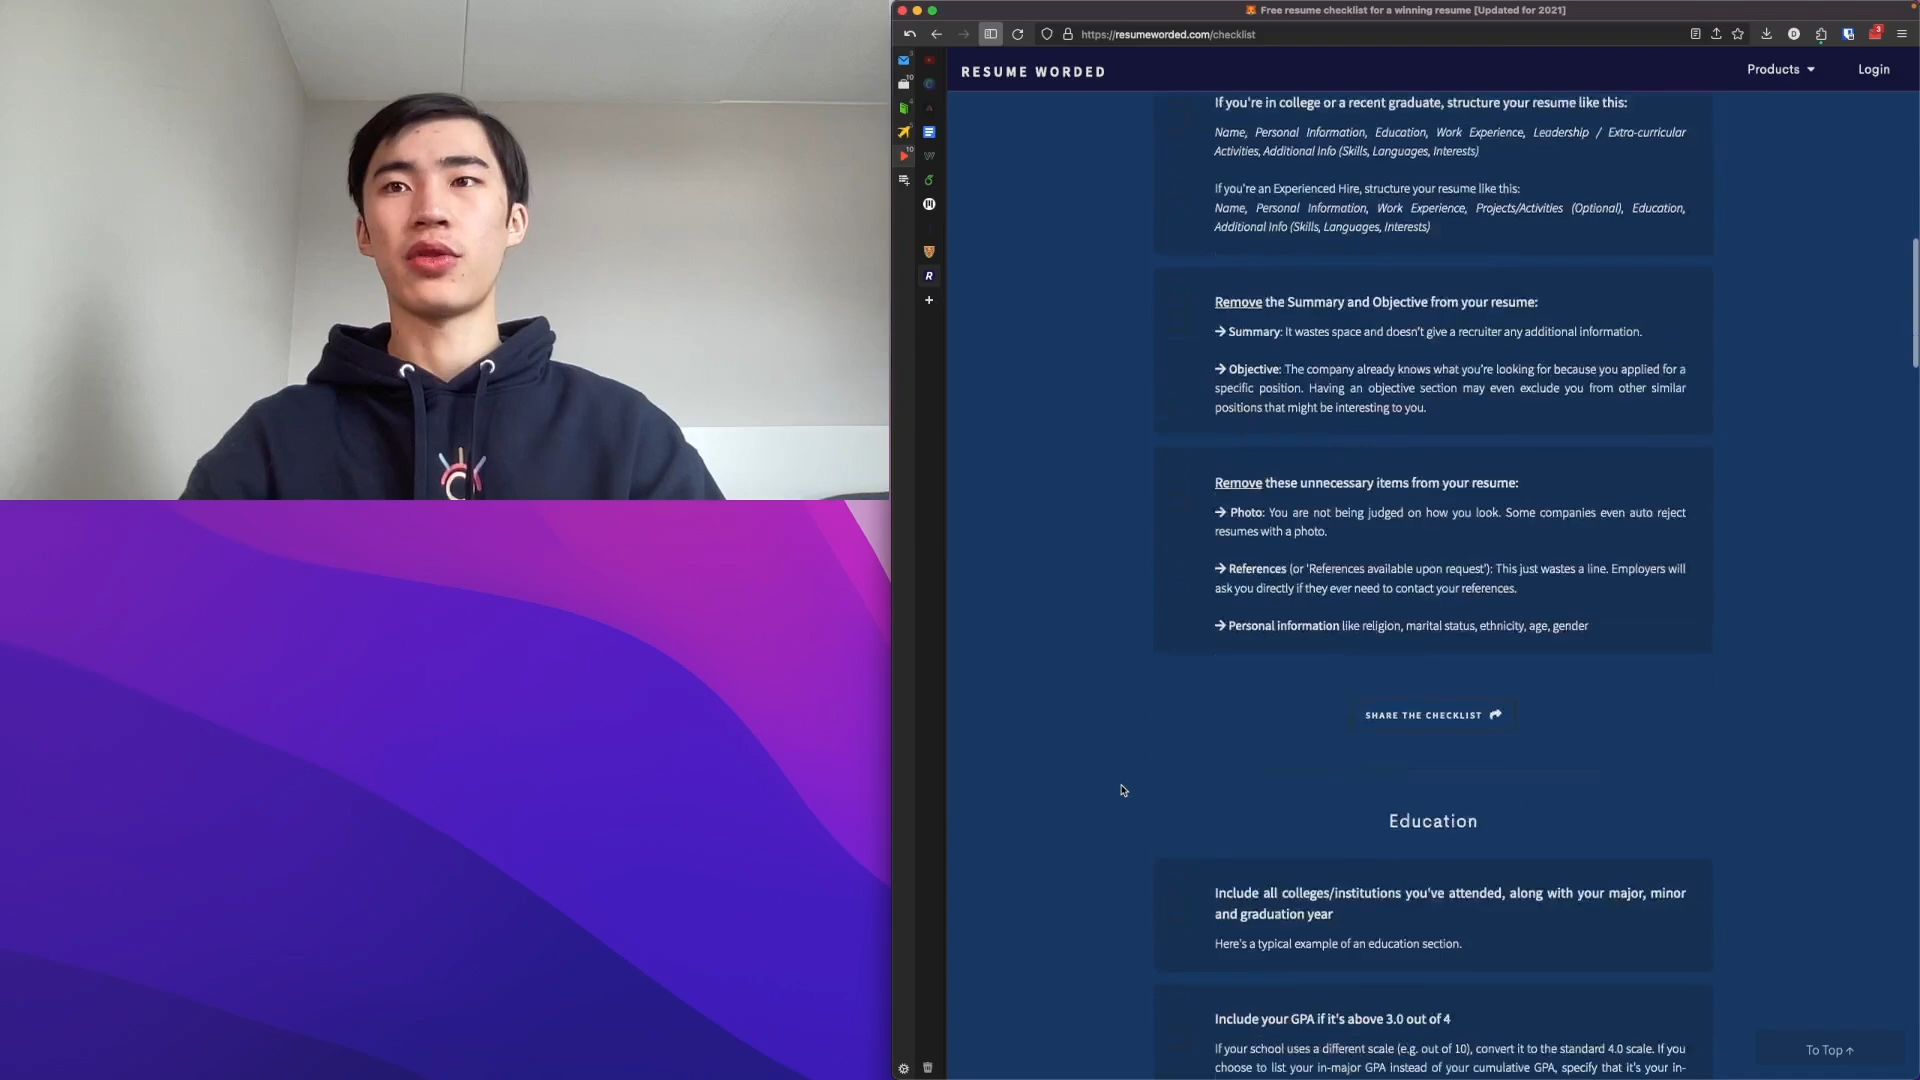 Free resume checklist for a winning resume [Updated for 2021]
https://resumeworded.com/checklist
3
RESUME WORDED
Products
Login
If you're in college or a recent graduate, structure your resume like this:
Name, Personal Information, Education, Work Experience, Leadership / Extra-curricular
Activities, Additional Info (Skills, Languages, Interests)
If you're an Experienced Hire, structure your resume like this:
Name, Personal Information, Work Experience, Projects/Activities (Optional), Education,
Additional Info (Skills, Languages, Interests)
Remove the Summary and Objective from your resume:
→ Summary: It wastes space and doesn't give a recruiter any additional information.
→ Objective: The company already knows what you're looking for because you applied for a
specific position. Having an objective section may even exclude you from other similar
positions that might be interesting to you.
Remove these unnecessary items from your resume:
→ Photo: You are not being judged on how you look. Some companies even auto reject
resumes with a photo.
→ References (or 'References available upon request'): This just wastes a line. Employers will
ask you directly if they ever need to contact your references.
→ Personal information like religion, marital status, ethnicity, age, gender
SHARE THE CHECKLIST
Education
Include all colleges/institutions you've attended, along with your major, minor
and graduation year
Here's a typical example of an education section.
Include your GPA if it's above 3.0 out of 4
If your school uses a different scale (e.g. out of 10), convert it to the standard 4.0 scale. If you
choose to list your in-major GPA instead of your cumulative GPA, specify that it's your in-
To Top ↑